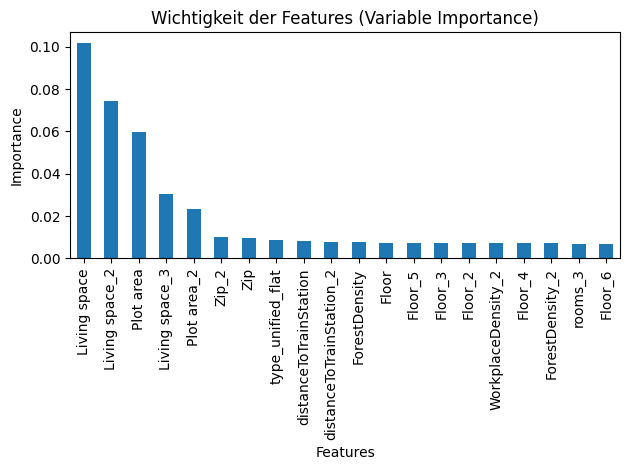 Wichtigkeit der Features (Variable Importance)
Importance
0.10
0.08
0.06
0.04
0.02
0.00
Living space
Living space_2
Plot area
Living space_3
Plot area_2
Zip_2
Zip
type_unified_flat
distanceToTrainStation
distanceToTrainStation_2
ForestDensity
Floor
Floor_5
Floor_3
Floor_2
WorkplaceDensity_2
Floor_4
ForestDensity_2
rooms_3
Floor_6
Features